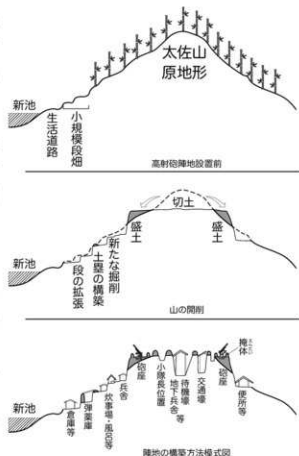 太佐山
原地形
新池
生活道路
小規模段畑
高射砲陣地設置前
切土
盛土
盛土
新池
段の拡張
土塁の構築
新たな掘削
山の開削
新池
倉庫等
弾薬庫
炊事場・風呂等
兵舎
砲座
小隊長位置
地下兵舎
待機壕等
交通壕
砲座
掩体
便所等
陣地の構築方法模式図